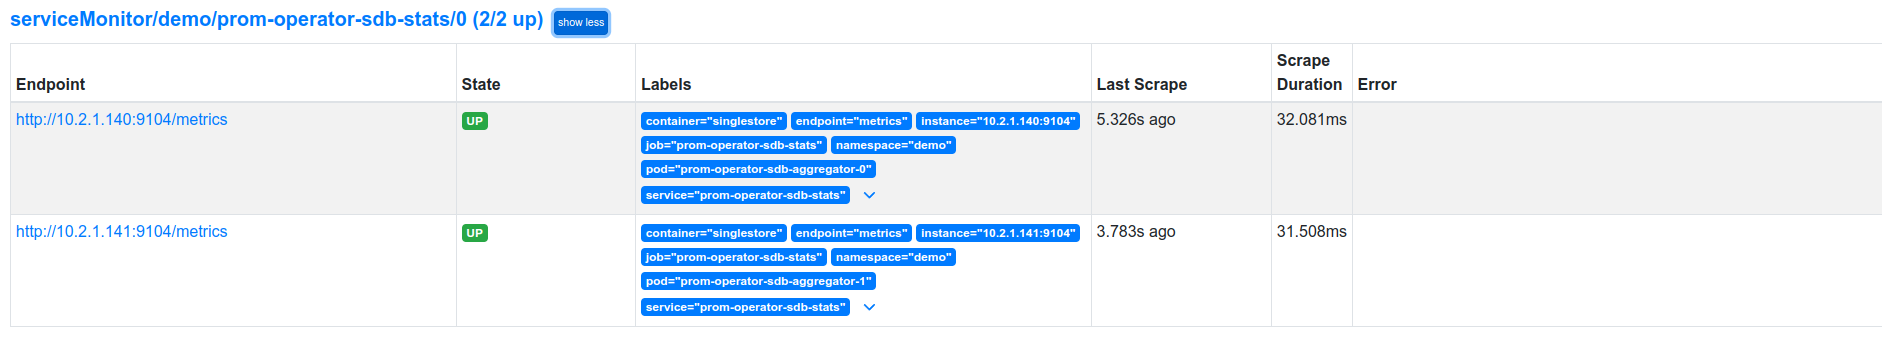 serviceMonitor/demo/prom-operator-sdb-stats/0 (2/2 up) show less
Endpoint State Labels Last Scrape Scrape Duration Error
http://10.2.1.140:9104/metrics UP container="singlestore" endpoint="metrics" instance="10.2.1.140:9104" 5.326s ago 32.081ms
job="prom-operator-sdb-stats" namespace="demo"
pod="prom-operator-sdb-aggregator-0"
service="prom-operator-sdb-stats"
http://10.2.1.141:9104/metrics UP container="singlestore" endpoint="metrics" instance="10.2.1.141:9104" 3.783s ago 31.508ms
job="prom-operator-sdb-stats" namespace="demo"
pod="prom-operator-sdb-aggregator-1"
service="prom-operator-sdb-stats"